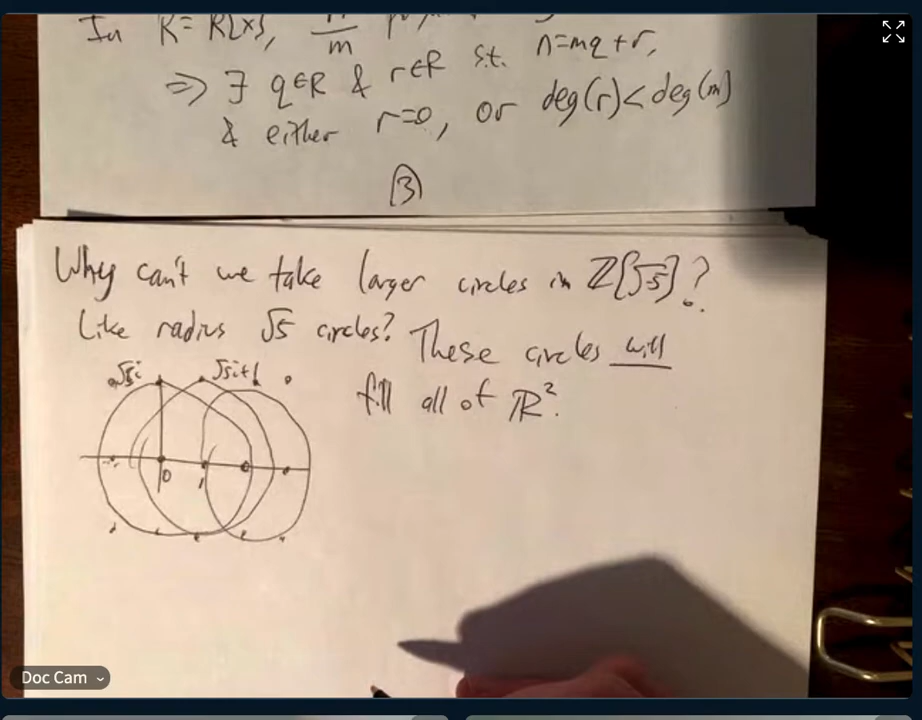 In R = R[x],
m
⇒ ∃ q∈R & r∈R s.t. n=mq+r,
& either r=0, or deg(r)<deg(m)
3
Why can't we take larger circles in ℤ[√-5]?
Like radius √5 circles? These circles will
fill all of ℝ².
√5i √5i+1
0 1
Doc Cam